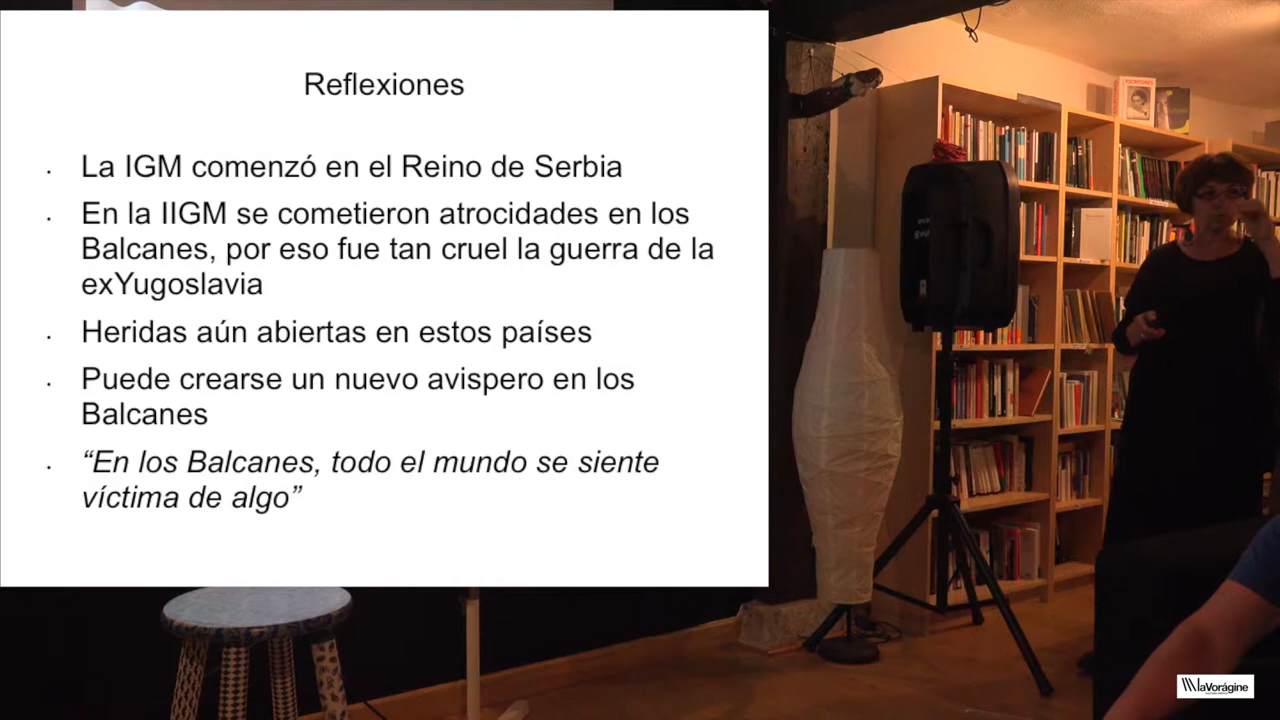 Reflexiones
La IGM comenzó en el Reino de Serbia
En la IIGM se cometieron atrocidades en los
Balcanes, por eso fue tan cruel la guerra de la
exYugoslavia
Heridas aún abiertas en estos países
Puede crearse un nuevo avispero en los
Balcanes
“En los Balcanes, todo el mundo se siente
víctima de algo”
laVorágine